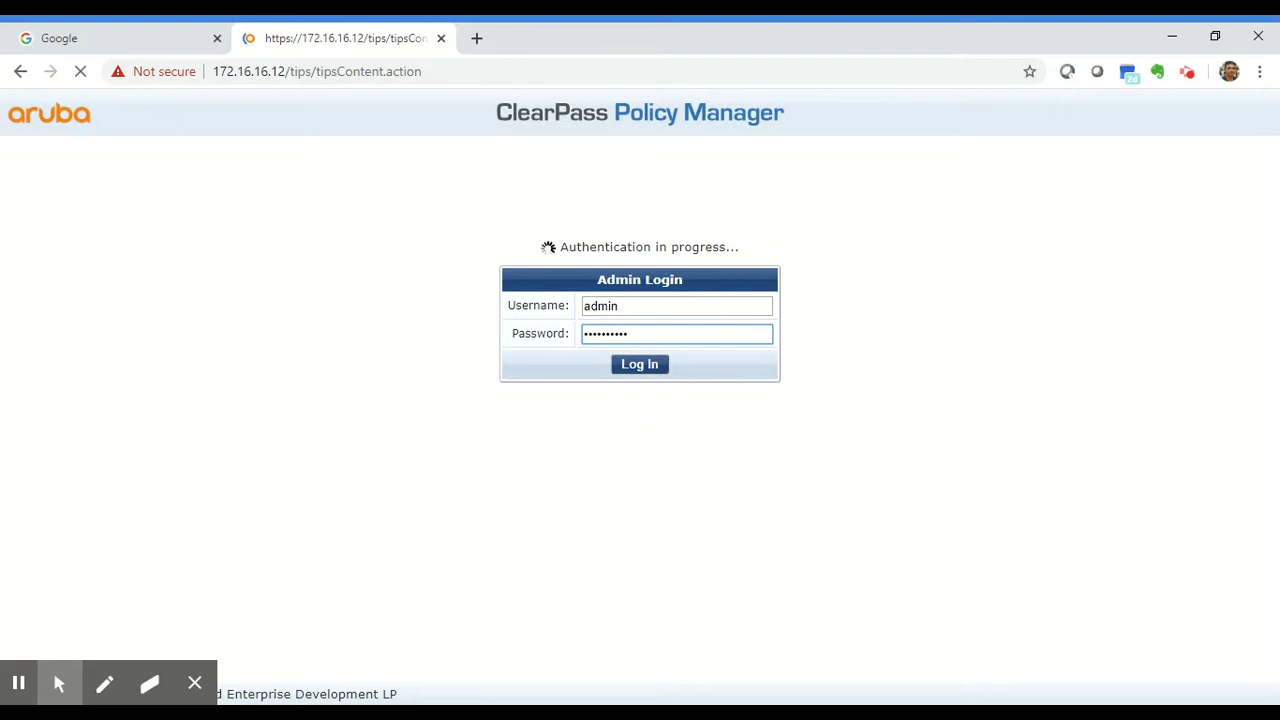 Google
https://172.16.16.12/tips/tipsCon
Not secure
172.16.16.12/tips/tipsContent.action
2d
aruba
ClearPass Policy Manager
Authentication in progress...
Admin Login
Username: admin
Password: ••••••••••
Log In
d Enterprise Development LP